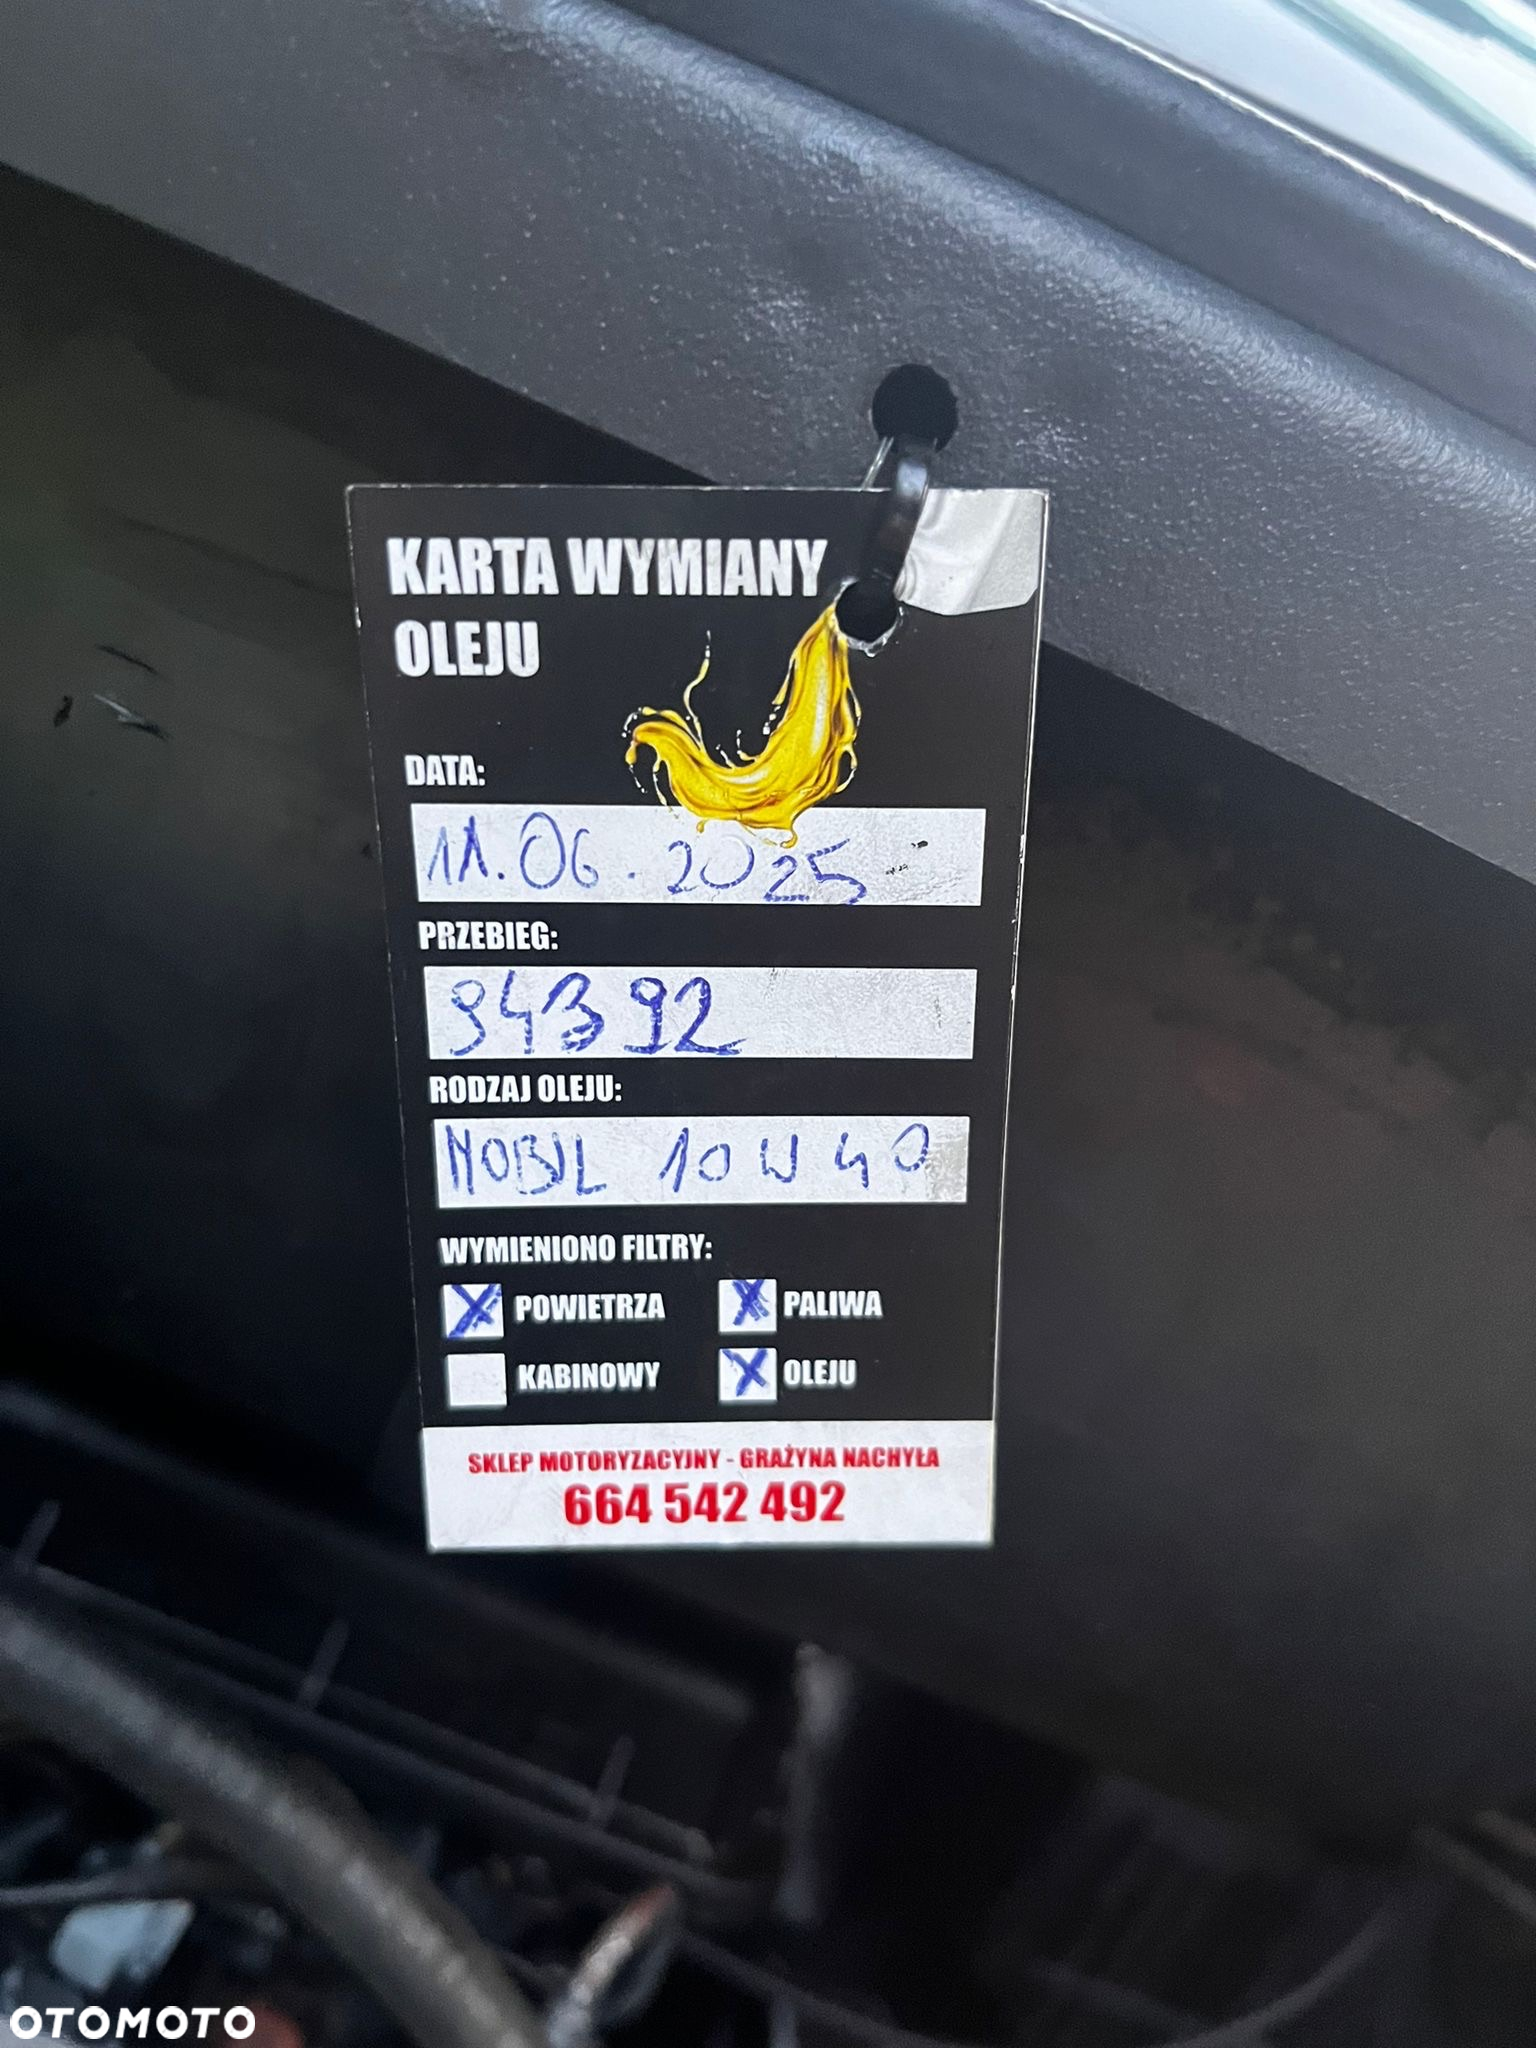 KARTA WYMIANY
OLEJU
DATA:
11.06.2025
PRZEBIEG:
94392
RODZAJ OLEJU:
MOBIL 10W40
WYMIENIONO FILTRY:
X POWIETRZA X PALIWA
KABINOWY X OLEJU
SKLEP MOTORYZACYJNY - GRAŻYNA NACHYŁA
664 542 492
OTOMOTO